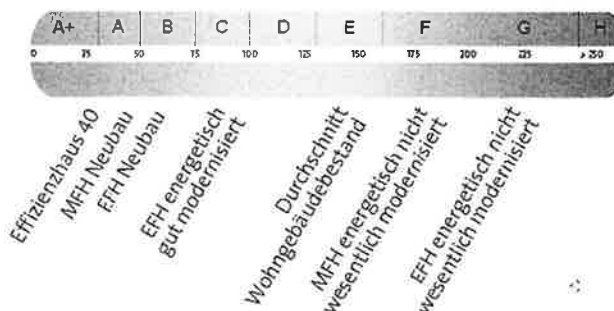 A+ A B C D E F G H
0 25 50 75 100 125 150 175 200 225 >250
Effizienzhaus 40
MFH Neubau
EFH Neubau
EFH energetisch
gut modernisiert
Durchschnitt
Wohngebäudebestand
MFH energetisch nicht
wesentlich modernisiert
EFH energetisch nicht
wesentlich modernisiert